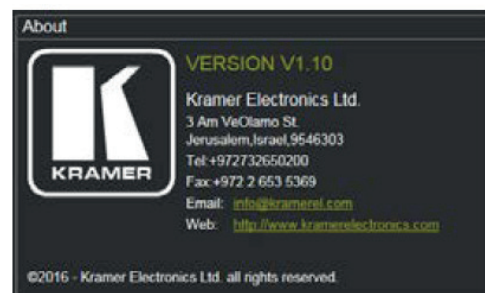 About
VERSION V1.10
Kramer Electronics Ltd.
3 Am VeOlamo St.
Jerusalem,Israel,9546303
Tel:+972732650200
Fax:+972 2 653 5369
Email: info@kramerel.com
Web: http://www.kramerelectronics.com
KRAMER
©2016 - Kramer Electronics Ltd. all rights reserved.